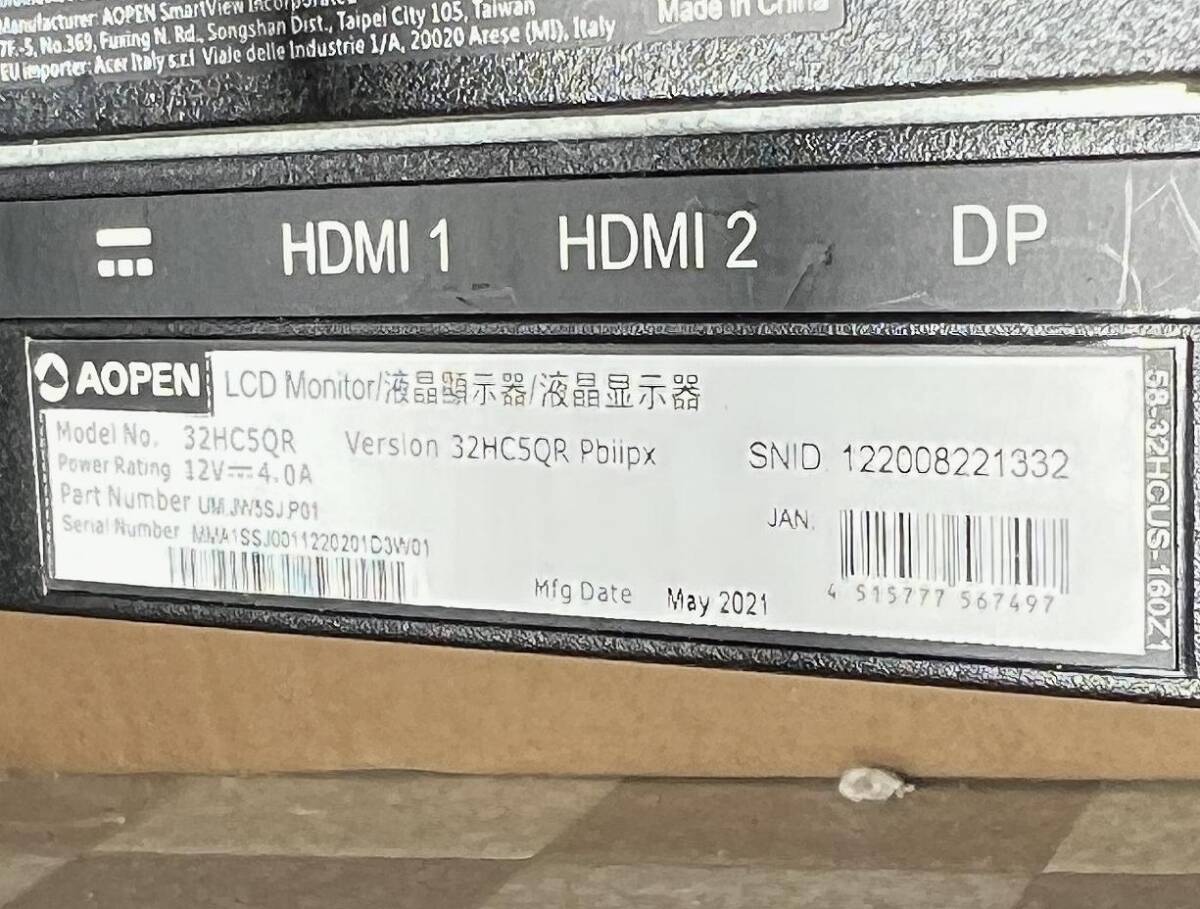 Manufacturer: AOPEN SmartView Incorporated
7F.-5, No.369, Fuxing N. Rd., Songshan Dist., Taipei City 105, Taiwan
EU importer: Acer Italy s.r.l Viale delle Industrie 1/A, 20020 Arese (MI), Italy
Made in China
HDMI 1 HDMI 2 DP
AOPEN LCD Monitor/液晶顯示器/液晶显示器
Model No. 32HC5QR Version 32HC5QR Pbiipx
Power Rating 12V⎓4.0A
Part Number UM.JW5SJ.P01
Serial Number MMA1SSJ0011220201D3W01
SNID 122008221332
JAN.
4 515777 567497
Mfg Date May 2021
58-32HCUS-160Z1